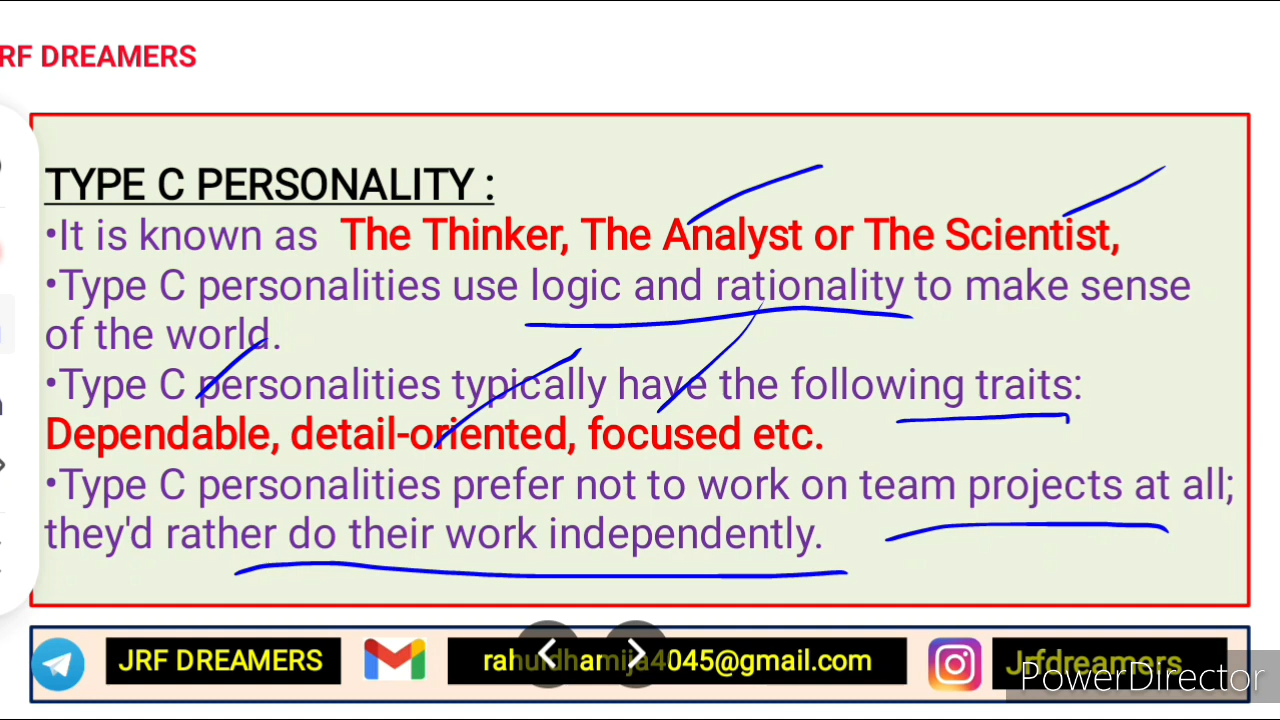 RF DREAMERS
TYPE C PERSONALITY :
•It is known as The Thinker, The Analyst or The Scientist,
•Type C personalities use logic and rationality to make sense
of the world.
•Type C personalities typically have the following traits:
Dependable, detail-oriented, focused etc.
•Type C personalities prefer not to work on team projects at all;
they'd rather do their work independently.
JRF DREAMERS
rahuldhamija4045@gmail.com
Jrfdreamers
PowerDirector